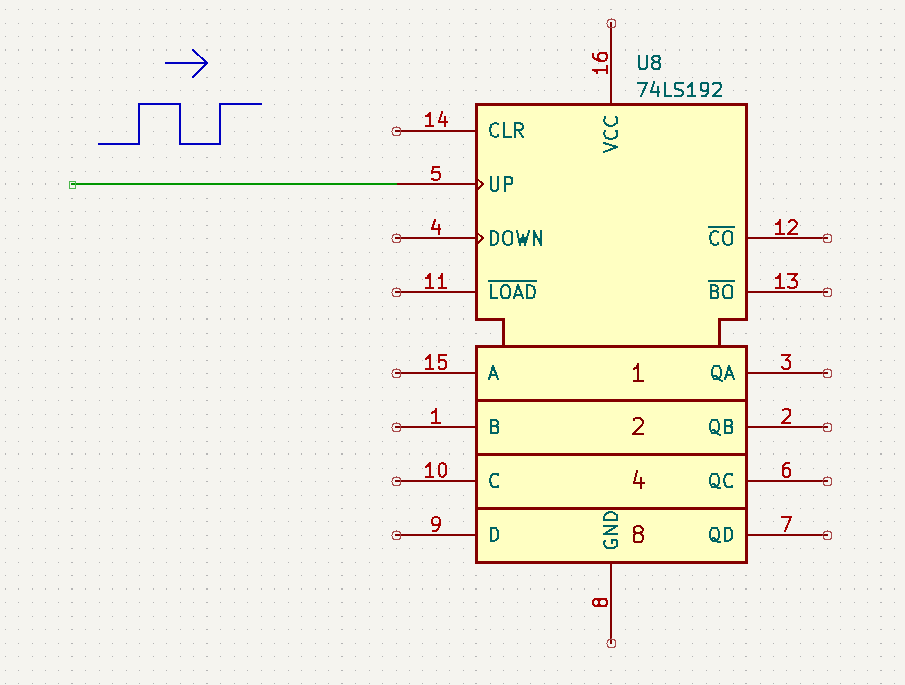 16
U8
74LS192
VCC
14 CLR
5 UP
4 DOWN
CO 12
11 LOAD
BO 13
15 A 1 QA 3
1 B 2 QB 2
10 C 4 QC 6
9 D GND 8 QD 7
8